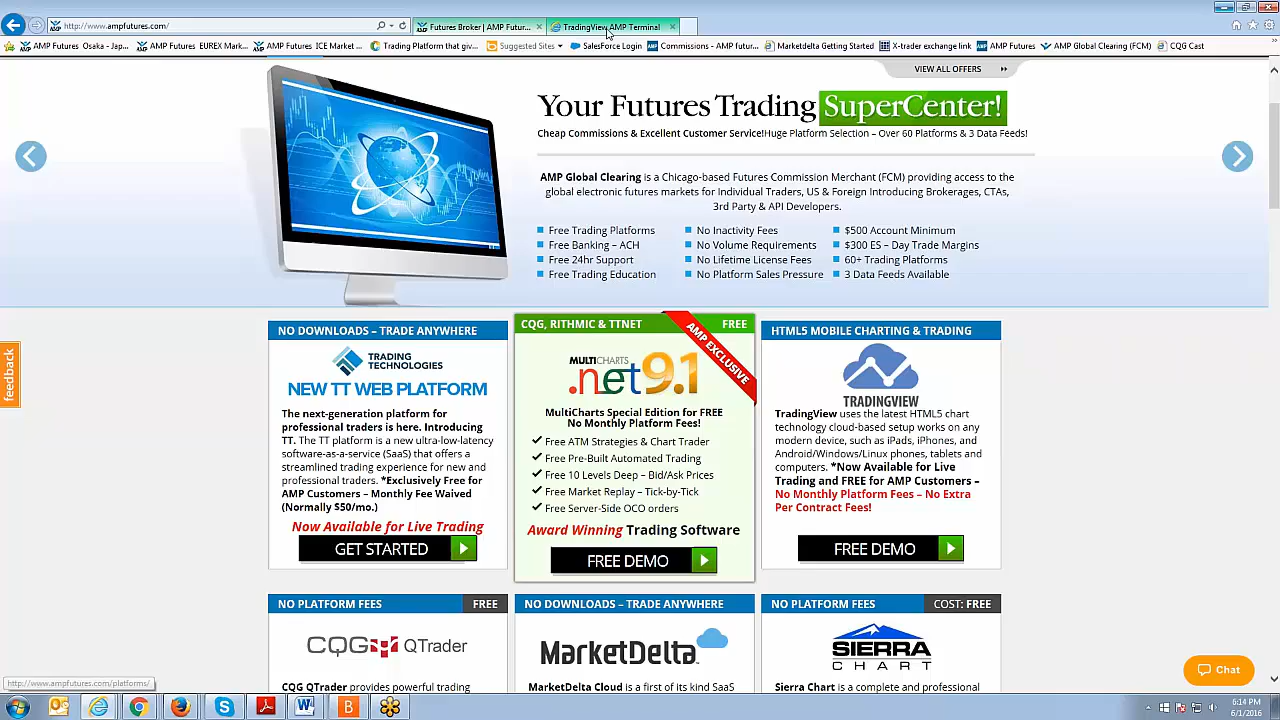 http://www.ampfutures.com/
Futures Broker | AMP Futur...
TradingView AMP Terminal
AMP Futures Osaka - Jap...
AMP Futures EUREX Mark...
AMP Futures ICE Market ...
Trading Platform that giv...
Suggested Sites
SalesForce Login
Commissions - AMP futur...
Marketdelta Getting Started
X-trader exchange link
AMP Futures
AMP Global Clearing (FCM)
CQG Cast
VIEW ALL OFFERS
Your Futures Trading SuperCenter!
Cheap Commissions & Excellent Customer Service!Huge Platform Selection – Over 60 Platforms & 3 Data Feeds!
AMP Global Clearing is a Chicago-based Futures Commission Merchant (FCM) providing access to the
global electronic futures markets for Individual Traders, US & Foreign Introducing Brokerages, CTAs,
3rd Party & API Developers.
Free Trading Platforms
Free Banking – ACH
Free 24hr Support
Free Trading Education
No Inactivity Fees
No Volume Requirements
No Lifetime License Fees
No Platform Sales Pressure
$500 Account Minimum
$300 ES – Day Trade Margins
60+ Trading Platforms
3 Data Feeds Available
feedback
NO DOWNLOADS – TRADE ANYWHERE
TRADING
TECHNOLOGIES
NEW TT WEB PLATFORM
The next-generation platform for
professional traders is here. Introducing
TT. The TT platform is a new ultra-low-latency
software-as-a-service (SaaS) that offers a
streamlined trading experience for new and
professional traders. *Exclusively Free for
AMP Customers – Monthly Fee Waived
(Normally $50/mo.)
Now Available for Live Trading
GET STARTED
CQG, RITHMIC & TTNET
FREE
AMP EXCLUSIVE
MULTICHARTS
.net9.1
MultiCharts Special Edition for FREE
No Monthly Platform Fees!
Free ATM Strategies & Chart Trader
Free Pre-Built Automated Trading
Free 10 Levels Deep – Bid/Ask Prices
Free Market Replay – Tick-by-Tick
Free Server-Side OCO orders
Award Winning Trading Software
FREE DEMO
HTML5 MOBILE CHARTING & TRADING
TRADINGVIEW
TradingView uses the latest HTML5 chart
technology cloud-based setup works on any
modern device, such as iPads, iPhones, and
Android/Windows/Linux phones, tablets and
computers. *Now Available for Live
Trading and FREE for AMP Customers –
No Monthly Platform Fees – No Extra
Per Contract Fees!
FREE DEMO
NO PLATFORM FEES
FREE
CQG QTrader
CQG QTrader provides powerful trading
NO DOWNLOADS – TRADE ANYWHERE
MarketDelta
MarketDelta Cloud is a first of its kind SaaS
NO PLATFORM FEES
COST: FREE
SIERRA
CHART
Sierra Chart is a complete and professional
Chat
http://www.ampfutures.com/platforms/
6:14 PM
6/1/2016